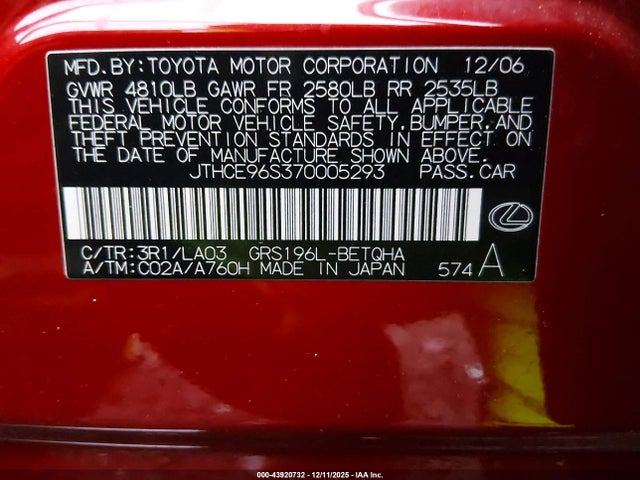 MFD. BY: TOYOTA MOTOR CORPORATION 12/06
GVWR 4810LB GAWR FR 2580LB RR 2535LB
THIS VEHICLE CONFORMS TO ALL APPLICABLE
FEDERAL MOTOR VEHICLE SAFETY, BUMPER, AND
THEFT PREVENTION STANDARDS IN EFFECT ON
THE DATE OF MANUFACTURE SHOWN ABOVE.
JTHCE96S370005293 PASS. CAR
C/TR: 3R1/LA03 GRS196L-BETQHA
A/TM: C02A/A760H MADE IN JAPAN 574 A
000-43920732 - 12/11/2025 - IAA Inc.